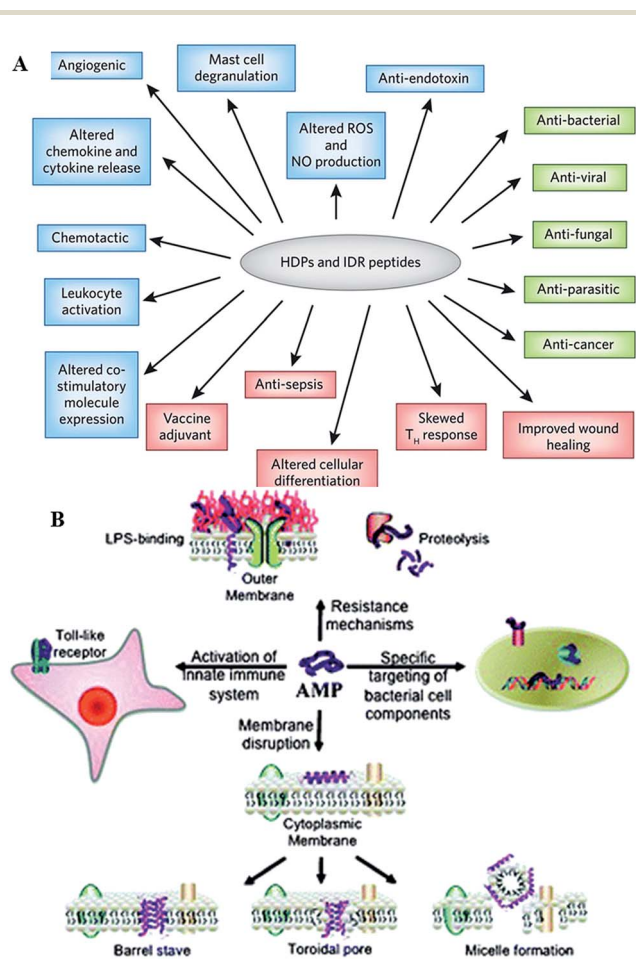 A
Angiogenic
Mast cell
degranulation
Anti-endotoxin
Altered
chemokine and
cytokine release
Altered ROS
and
NO production
Anti-bacterial
Anti-viral
Chemotactic
HDPs and IDR peptides
Anti-fungal
Leukocyte
activation
Anti-parasitic
Altered co-
stimulatory
molecule
expression
Anti-cancer
Vaccine
adjuvant
Anti-sepsis
Altered cellular
differentiation
Skewed
TH response
Improved wound
healing
B
LPS-binding
Outer
Membrane
Proteolysis
Resistance
mechanisms
Toll-like
receptor
Activation of
innate immune
system
AMP
Specific
targeting of
bacterial cell
components
Membrane
disruption
Cytoplasmic
Membrane
Barrel stave
Toroidal pore
Micelle formation